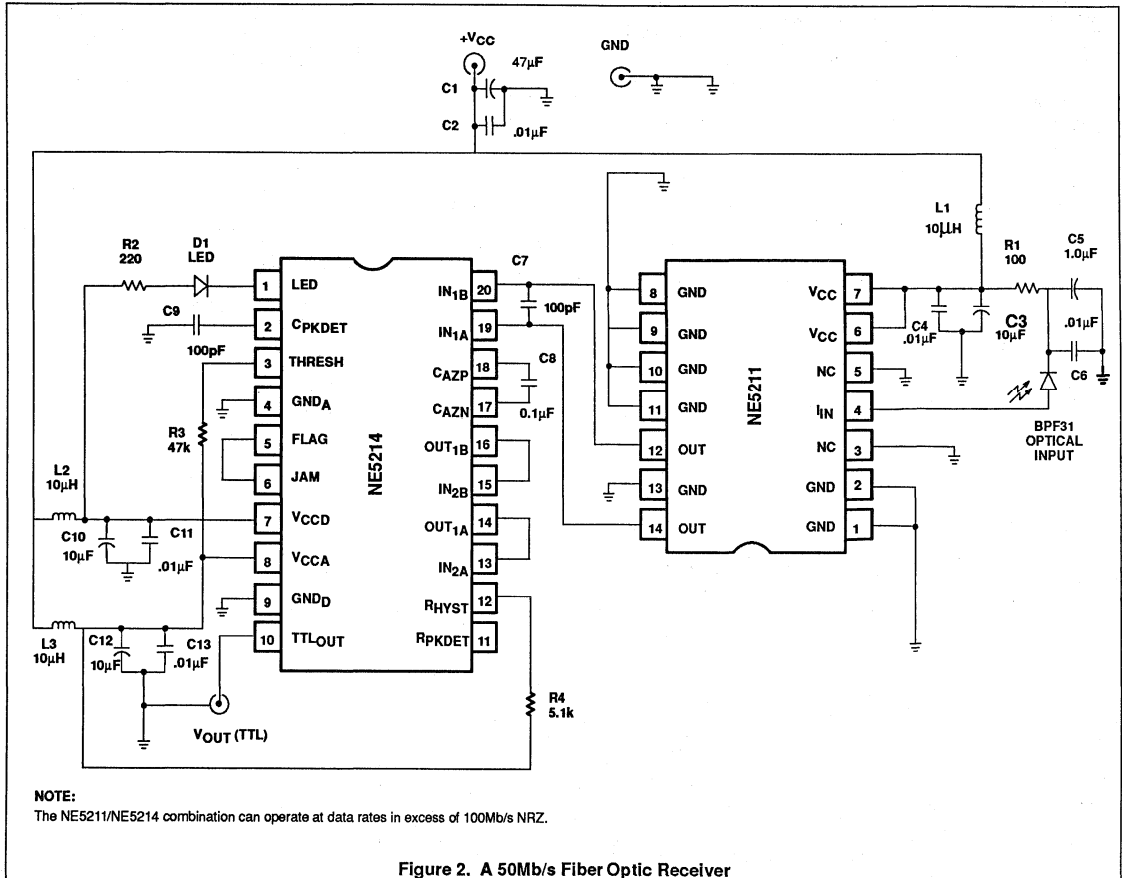 +VCC
GND
47µF
C1
C2
.01µF
L1
10µH
R2
220
D1
LED
C7
R1
100
C5
1.0µF
1
LED
IN1B
20
100pF
8
GND
VCC
7
C9
100pF
2
CPKDET
IN1A
19
9
GND
VCC
6
C4
.01µF
C3
10µF
.01µF
C6
3
THRESH
CAZP
18
C8
0.1µF
10
GND
NC
5
4
GNDA
CAZN
17
11
GND
IIN
4
BPF31
OPTICAL
INPUT
R3
47k
5
FLAG
NE5214
OUT1B
16
12
OUT
NE5211
NC
3
6
JAM
IN2B
15
13
GND
GND
2
L2
10µH
7
VCCD
OUT1A
14
14
OUT
GND
1
C10
10µF
C11
.01µF
8
VCCA
IN2A
13
9
GNDD
RHYST
12
L3
10µH
C12
10µF
C13
.01µF
10
TTLOUT
RPKDET
11
R4
5.1k
VOUT (TTL)
NOTE:
The NE5211/NE5214 combination can operate at data rates in excess of 100Mb/s NRZ.
Figure 2. A 50Mb/s Fiber Optic Receiver